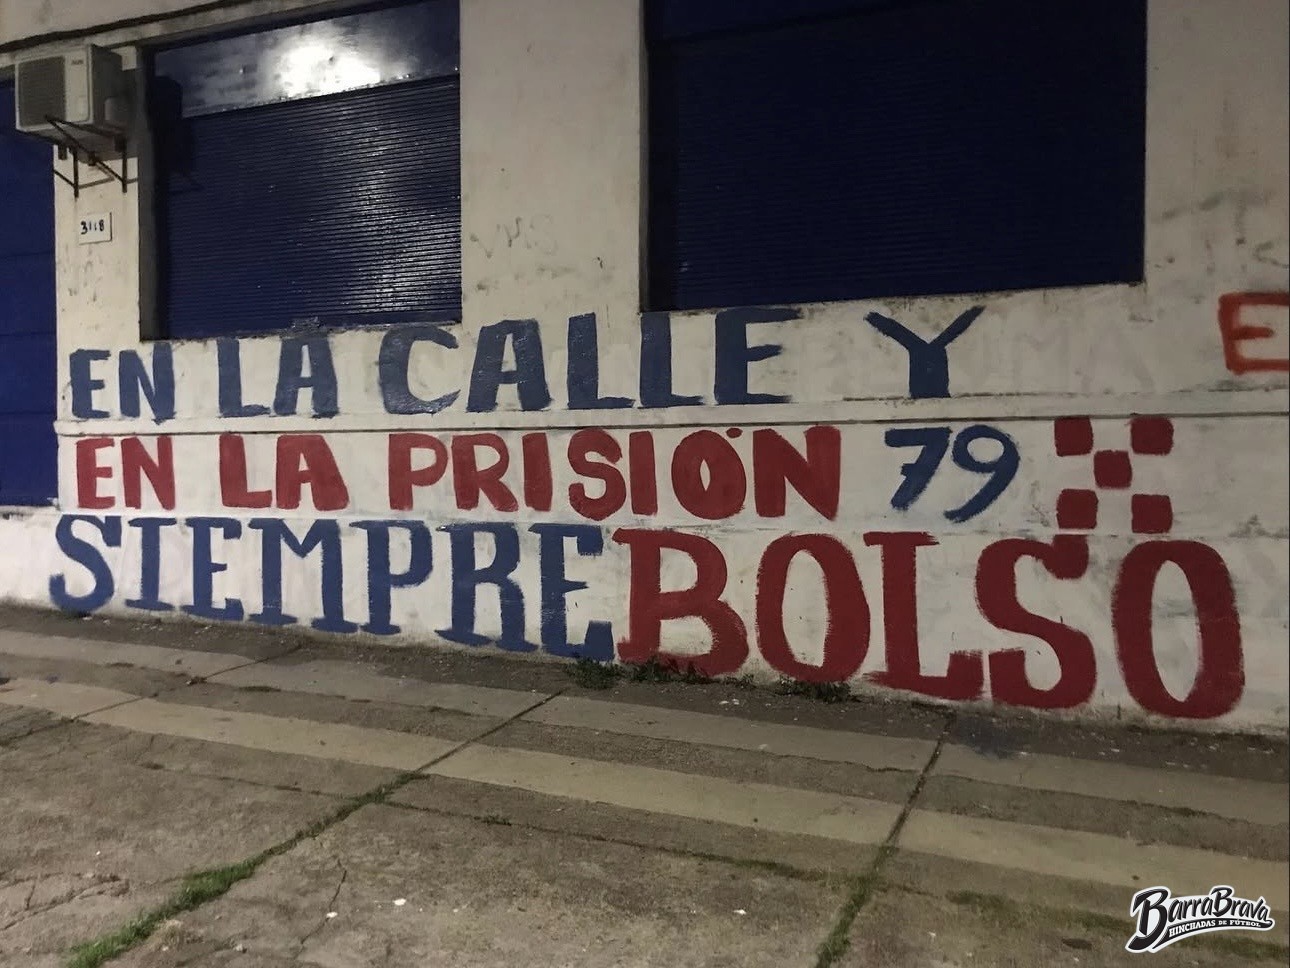 3118
EN LA CALLE Y
E
EN LA PRISIÓN 79
SIEMPRE BOLSO
BarraBrava
HINCHADAS DE FÚTBOL